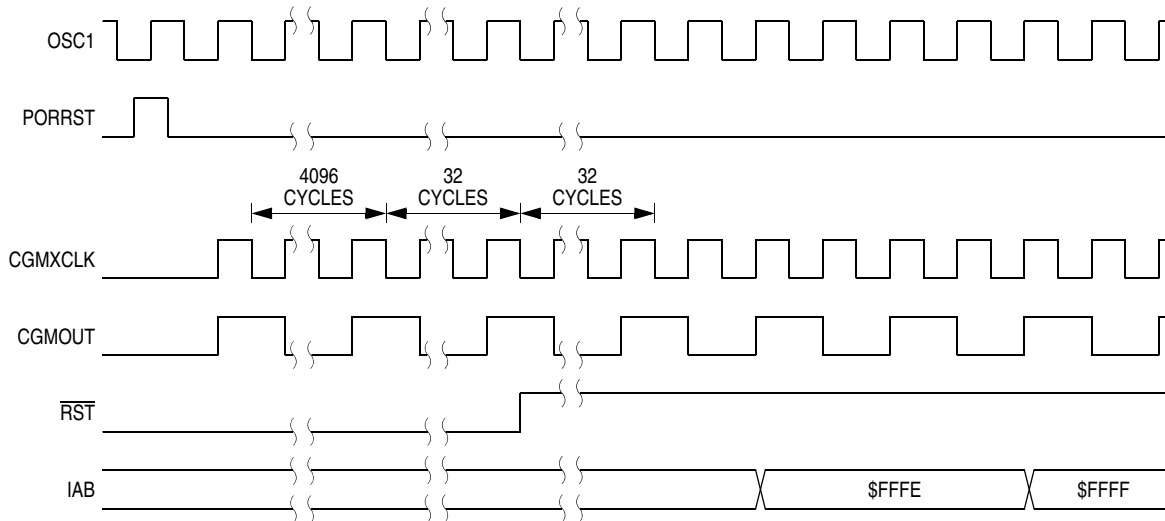 OSC1
PORRST
4096
CYCLES
32
CYCLES
32
CYCLES
CGMXCLK
CGMOUT
RST
IAB
$FFFE
$FFFF